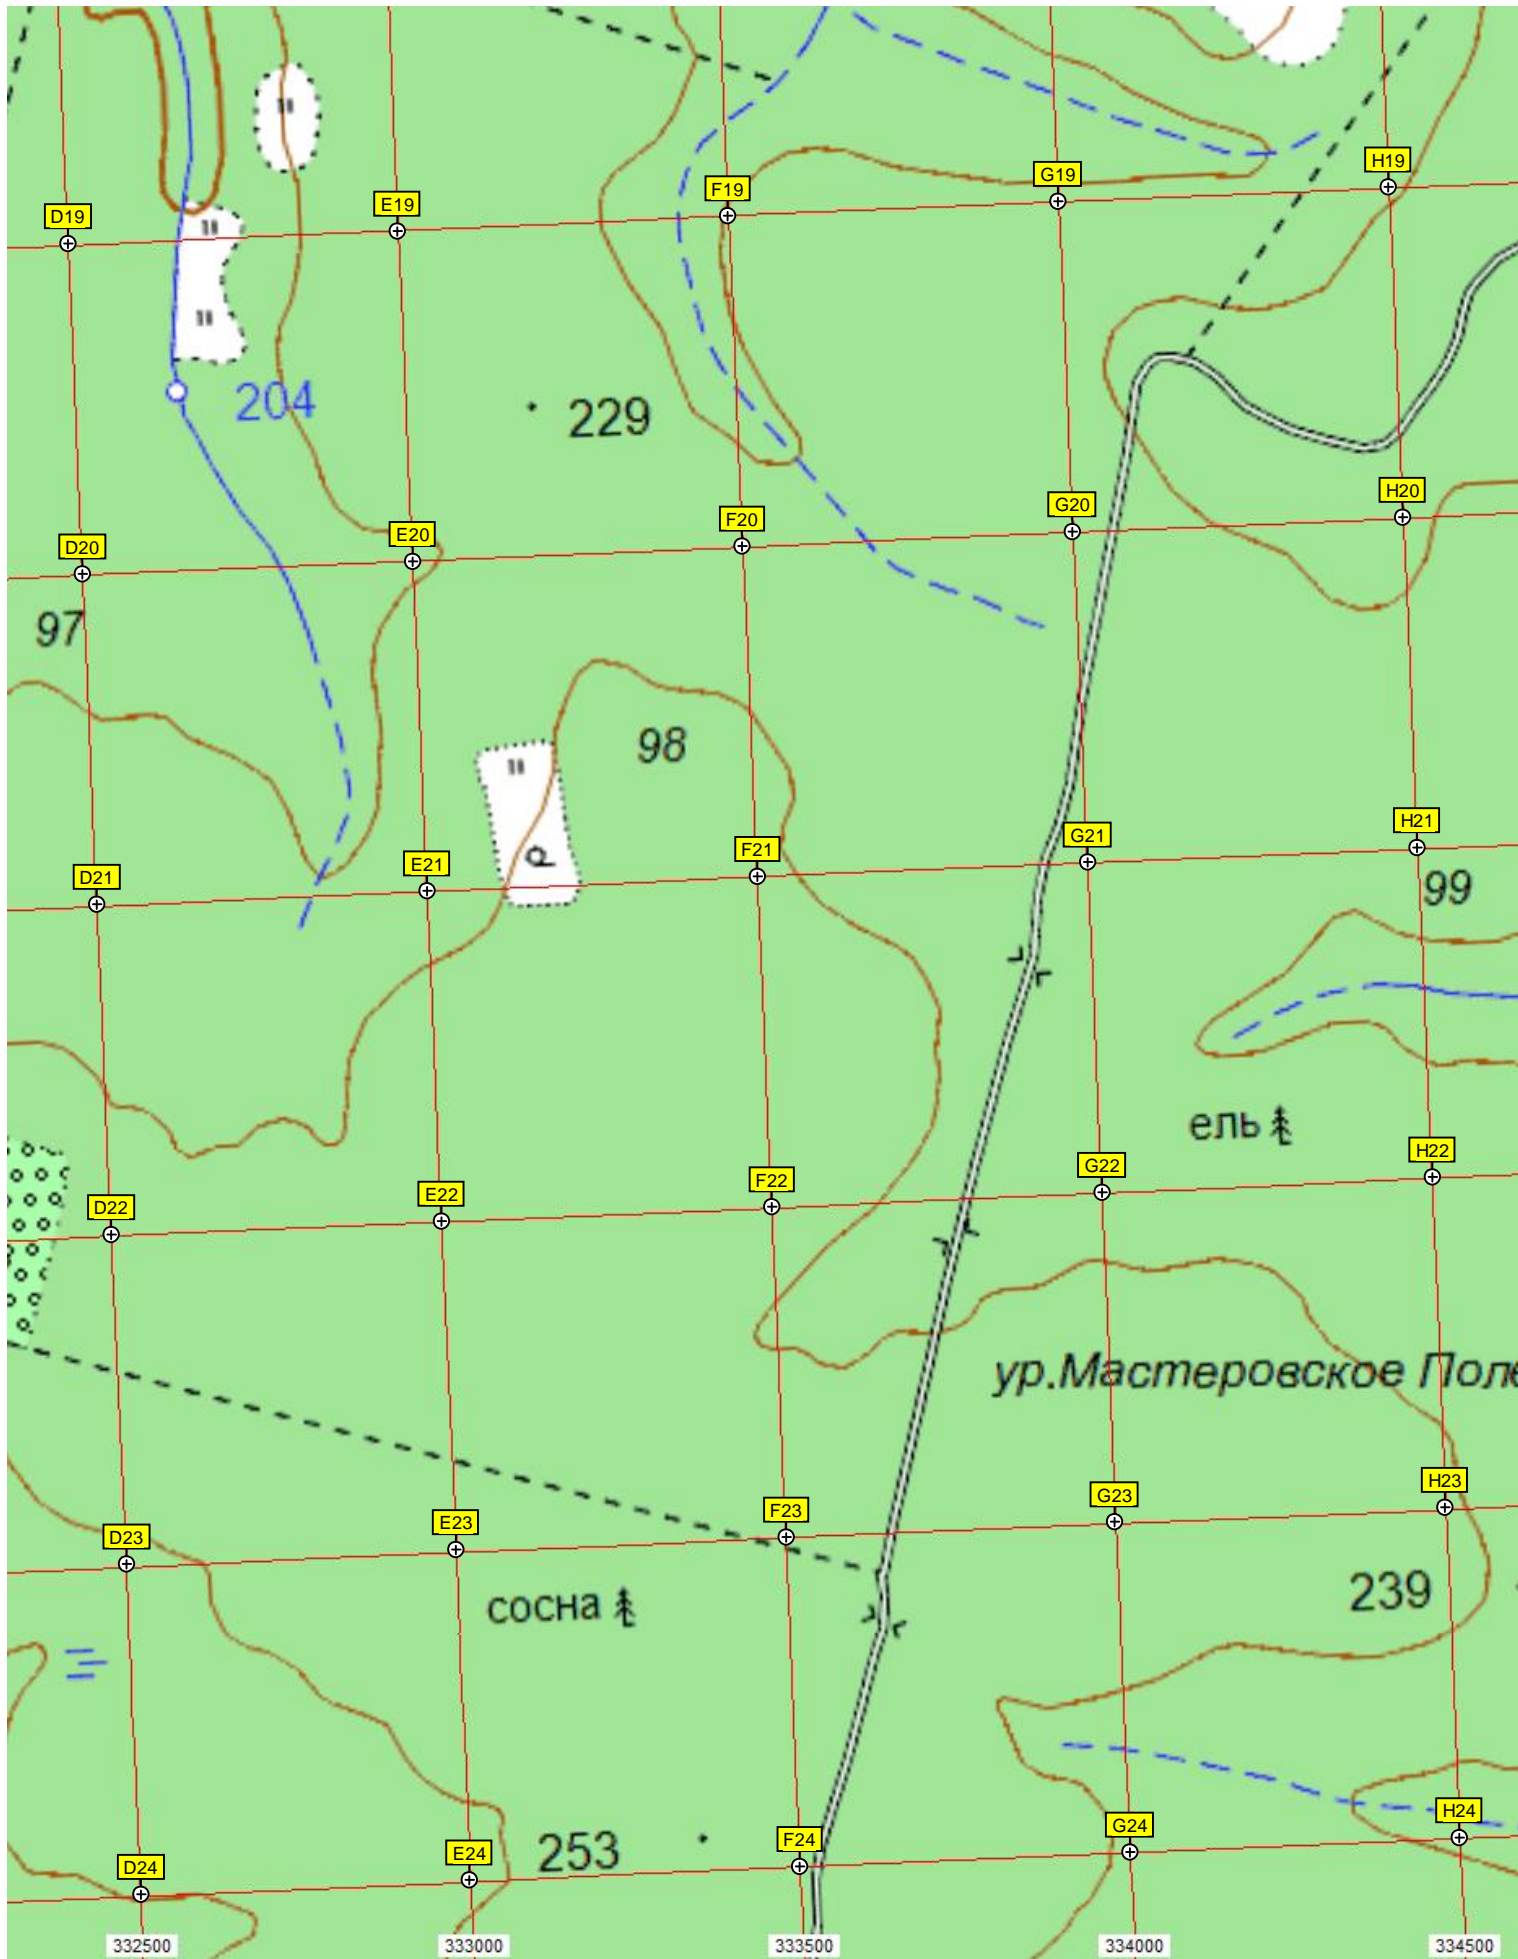 H19
G19
F19
E19
D19
204
229
H20
G20
F20
E20
D20
97
98
H21
G21
F21
E21
D21
99
ель
H22
G22
F22
E22
D22
ур.Мастеровское Поле
H23
G23
F23
E23
D23
239
сосна
H24
G24
F24
253
E24
D24
332500 333000 333500 334000 334500